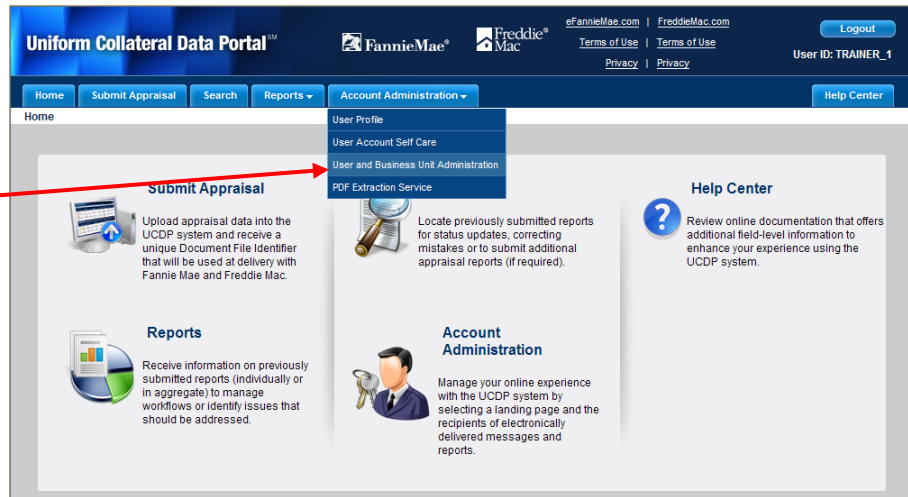 Uniform Collateral Data Portal℠
FannieMae®
Freddie Mac®
eFannieMae.com | FreddieMac.com
Terms of Use | Terms of Use
Privacy | Privacy
Logout
User ID: TRAINER_1
Home
Submit Appraisal
Search
Reports
Account Administration
Help Center
Home
User Profile
User Account Self Care
User and Business Unit Administration
PDF Extraction Service
Submit Appraisal
Upload appraisal data into the
UCDP system and receive a
unique Document File Identifier
that will be used at delivery with
Fannie Mae and Freddie Mac.
Locate previously submitted reports
for status updates, correcting
mistakes or to submit additional
appraisal reports (if required).
Help Center
Review online documentation that offers
additional field-level information to
enhance your experience using the
UCDP system.
Reports
Receive information on previously
submitted reports (individually or
in aggregate) to manage
workflows or identify issues that
should be addressed.
Account
Administration
Manage your online experience
with the UCDP system by
selecting a landing page and the
recipients of electronically
delivered messages and
reports.